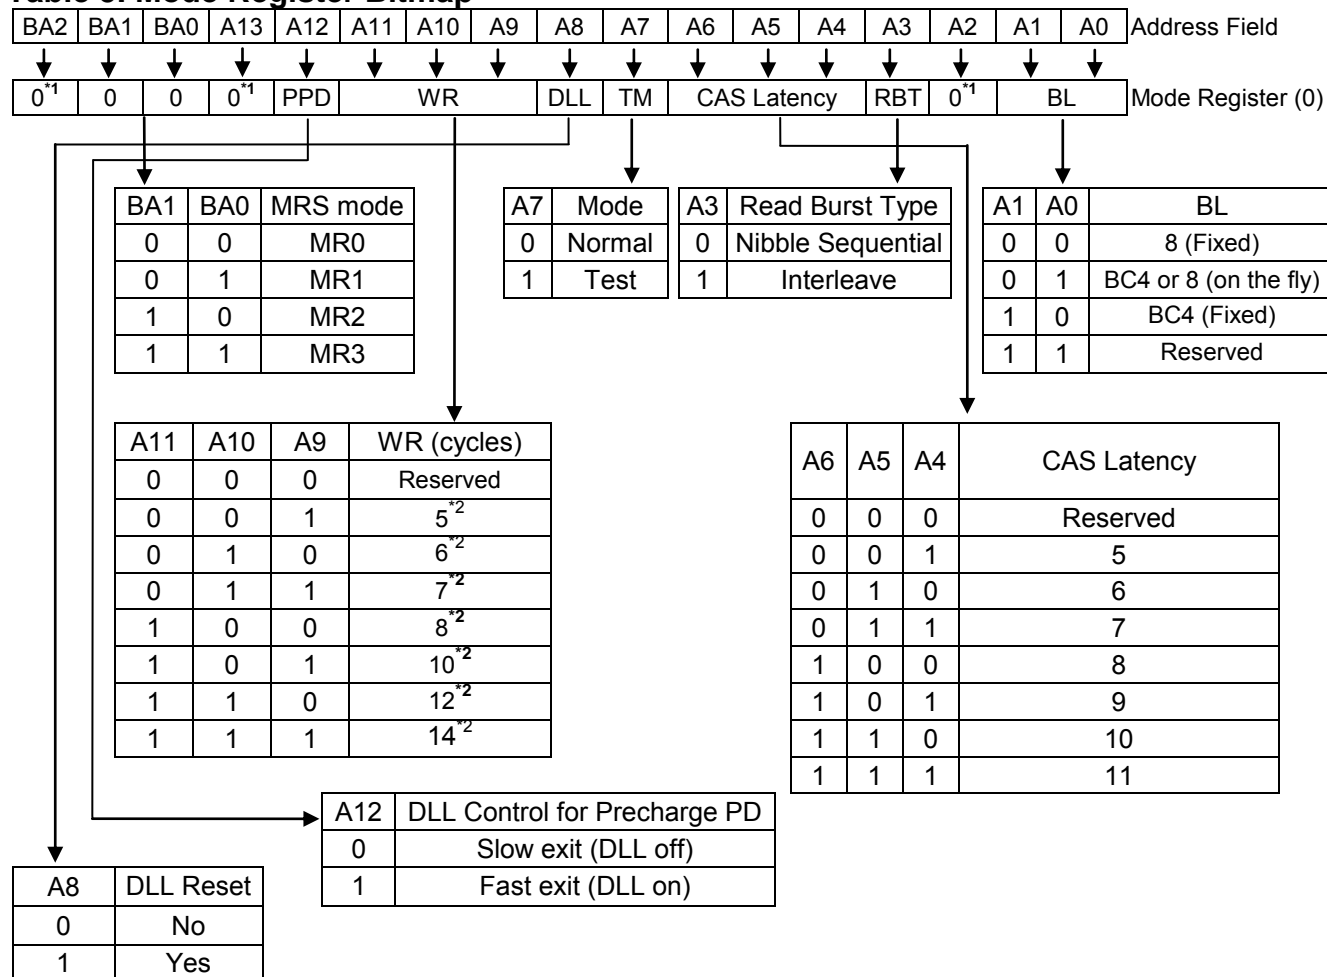 Table 5. Mode Register Bitmap
BA2 BA1 BA0 A13 A12 A11 A10 A9 A8 A7 A6 A5 A4 A3 A2 A1 A0 Address Field
0*1 0 0 0*1 PPD WR DLL TM CAS Latency RBT 0*1 BL Mode Register (0)
BA1 BA0 MRS mode
0 0 MR0
0 1 MR1
1 0 MR2
1 1 MR3
A7 Mode
0 Normal
1 Test
A3 Read Burst Type
0 Nibble Sequential
1 Interleave
A1 A0 BL
0 0 8 (Fixed)
0 1 BC4 or 8 (on the fly)
1 0 BC4 (Fixed)
1 1 Reserved
A11 A10 A9 WR (cycles)
0 0 0 Reserved
0 0 1 5*2
0 1 0 6*2
0 1 1 7*2
1 0 0 8*2
1 0 1 10*2
1 1 0 12*2
1 1 1 14*2
A6 A5 A4 CAS Latency
0 0 0 Reserved
0 0 1 5
0 1 0 6
0 1 1 7
1 0 0 8
1 0 1 9
1 1 0 10
1 1 1 11
A12 DLL Control for Precharge PD
0 Slow exit (DLL off)
1 Fast exit (DLL on)
A8 DLL Reset
0 No
1 Yes